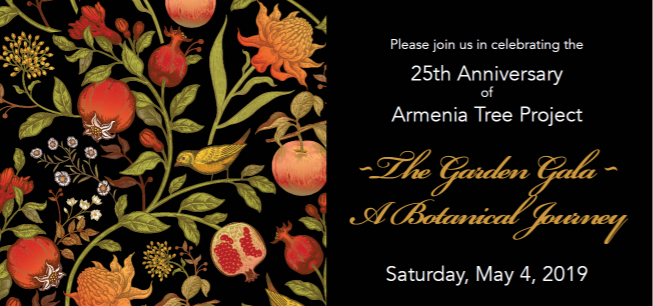 Please join us in celebrating the
25th Anniversary
of
Armenia Tree Project
~The Garden Gala ~
A Botanical Journey
Saturday, May 4, 2019